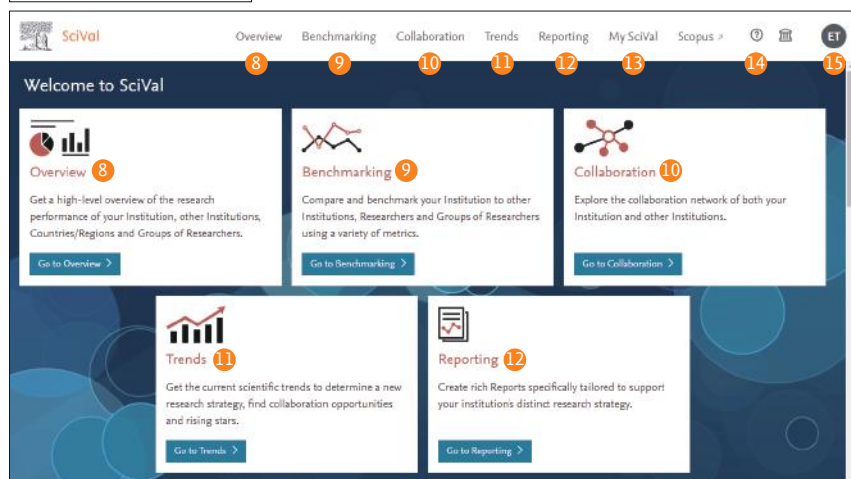 SciVal Overview Benchmarking Collaboration Trends Reporting My SciVal Scopus ↗ ? ET
8 9 10 11 12 13 14 15
Welcome to SciVal
Overview 8
Get a high-level overview of the research
performance of your Institution, other Institutions,
Countries/Regions and Groups of Researchers.
Go to Overview >
Benchmarking 9
Compare and benchmark your Institution to other
Institutions, Researchers and Groups of Researchers
using a variety of metrics.
Go to Benchmarking >
Collaboration 10
Explore the collaboration network of both your
Institution and other Institutions.
Go to Collaboration >
Trends 11
Get the current scientific trends to determine a new
research strategy, find collaboration opportunities
and rising stars.
Go to Trends >
Reporting 12
Create rich Reports specifically tailored to support
your institution's distinct research strategy.
Go to Reporting >